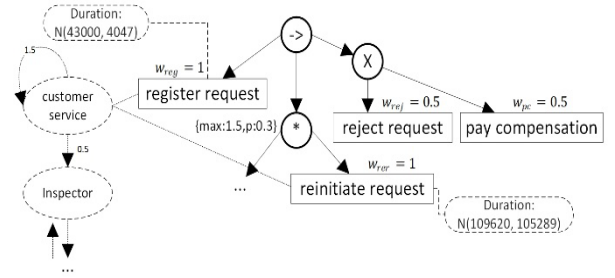 Duration:
N(43000, 4047)
->
1.5
X
w_reg = 1
customer
service
register request
w_rej = 0.5
w_pc = 0.5
{max:1.5,p:0.3}
*
reject request
pay compensation
0.5
w_rer = 1
Inspector
...
reinitiate request
Duration:
N(109620, 105289)
...